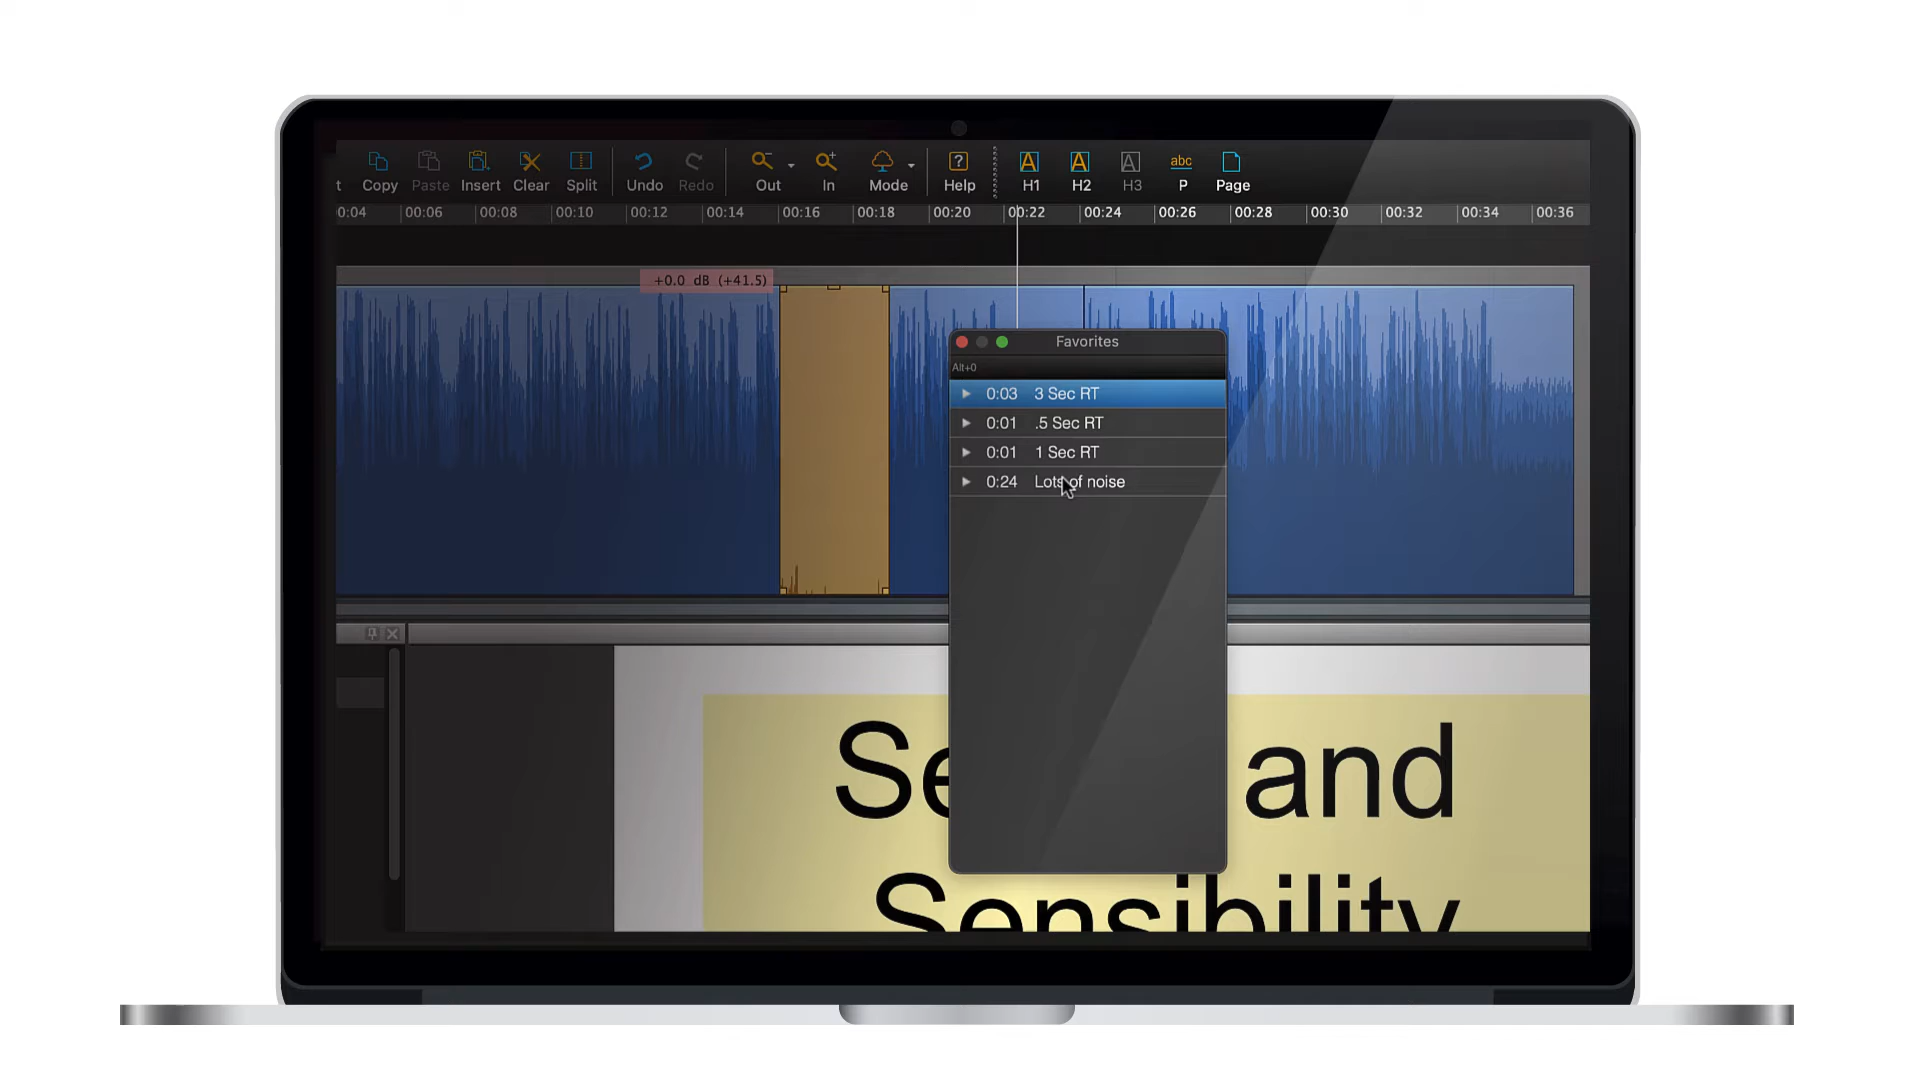 t Copy Paste Insert Clear Split Undo Redo Out In Mode Help H1 H2 H3 abc P Page
0:04 00:06 00:08 00:10 00:12 00:14 00:16 00:18 00:20 00:22 00:24 00:26 00:28 00:30 00:32 00:34 00:36
+0.0 dB (+41.5)
Favorites
Alt+0
0:03 3 Sec RT
0:01 .5 Sec RT
0:01 1 Sec RT
0:24 Lots of noise
Se and
Sensibility